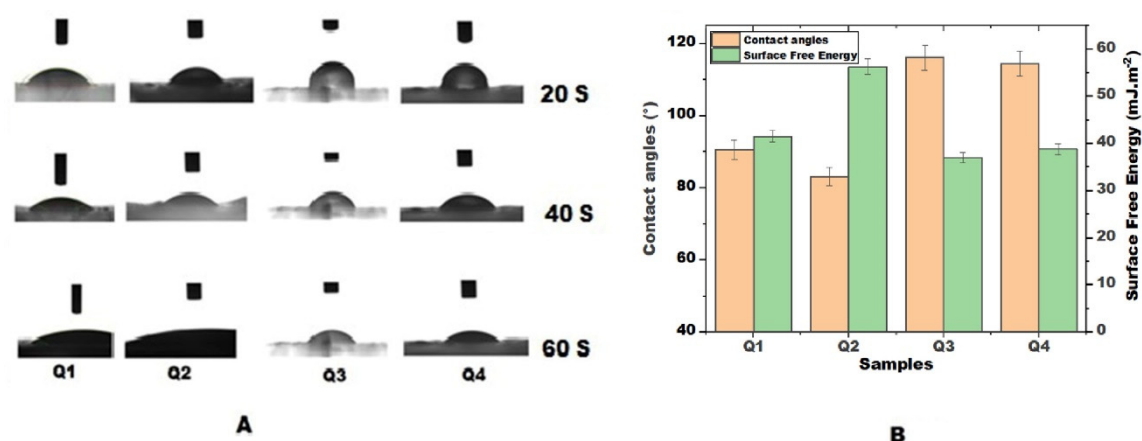 20 S
40 S
60 S
Q1 Q2 Q3 Q4
A
Contact angles
Surface Free Energy
Contact angles (°)
120
100
80
60
40
Surface Free Energy (mJ.m-2)
60
50
40
30
20
10
0
Q1 Q2 Q3 Q4
Samples
B